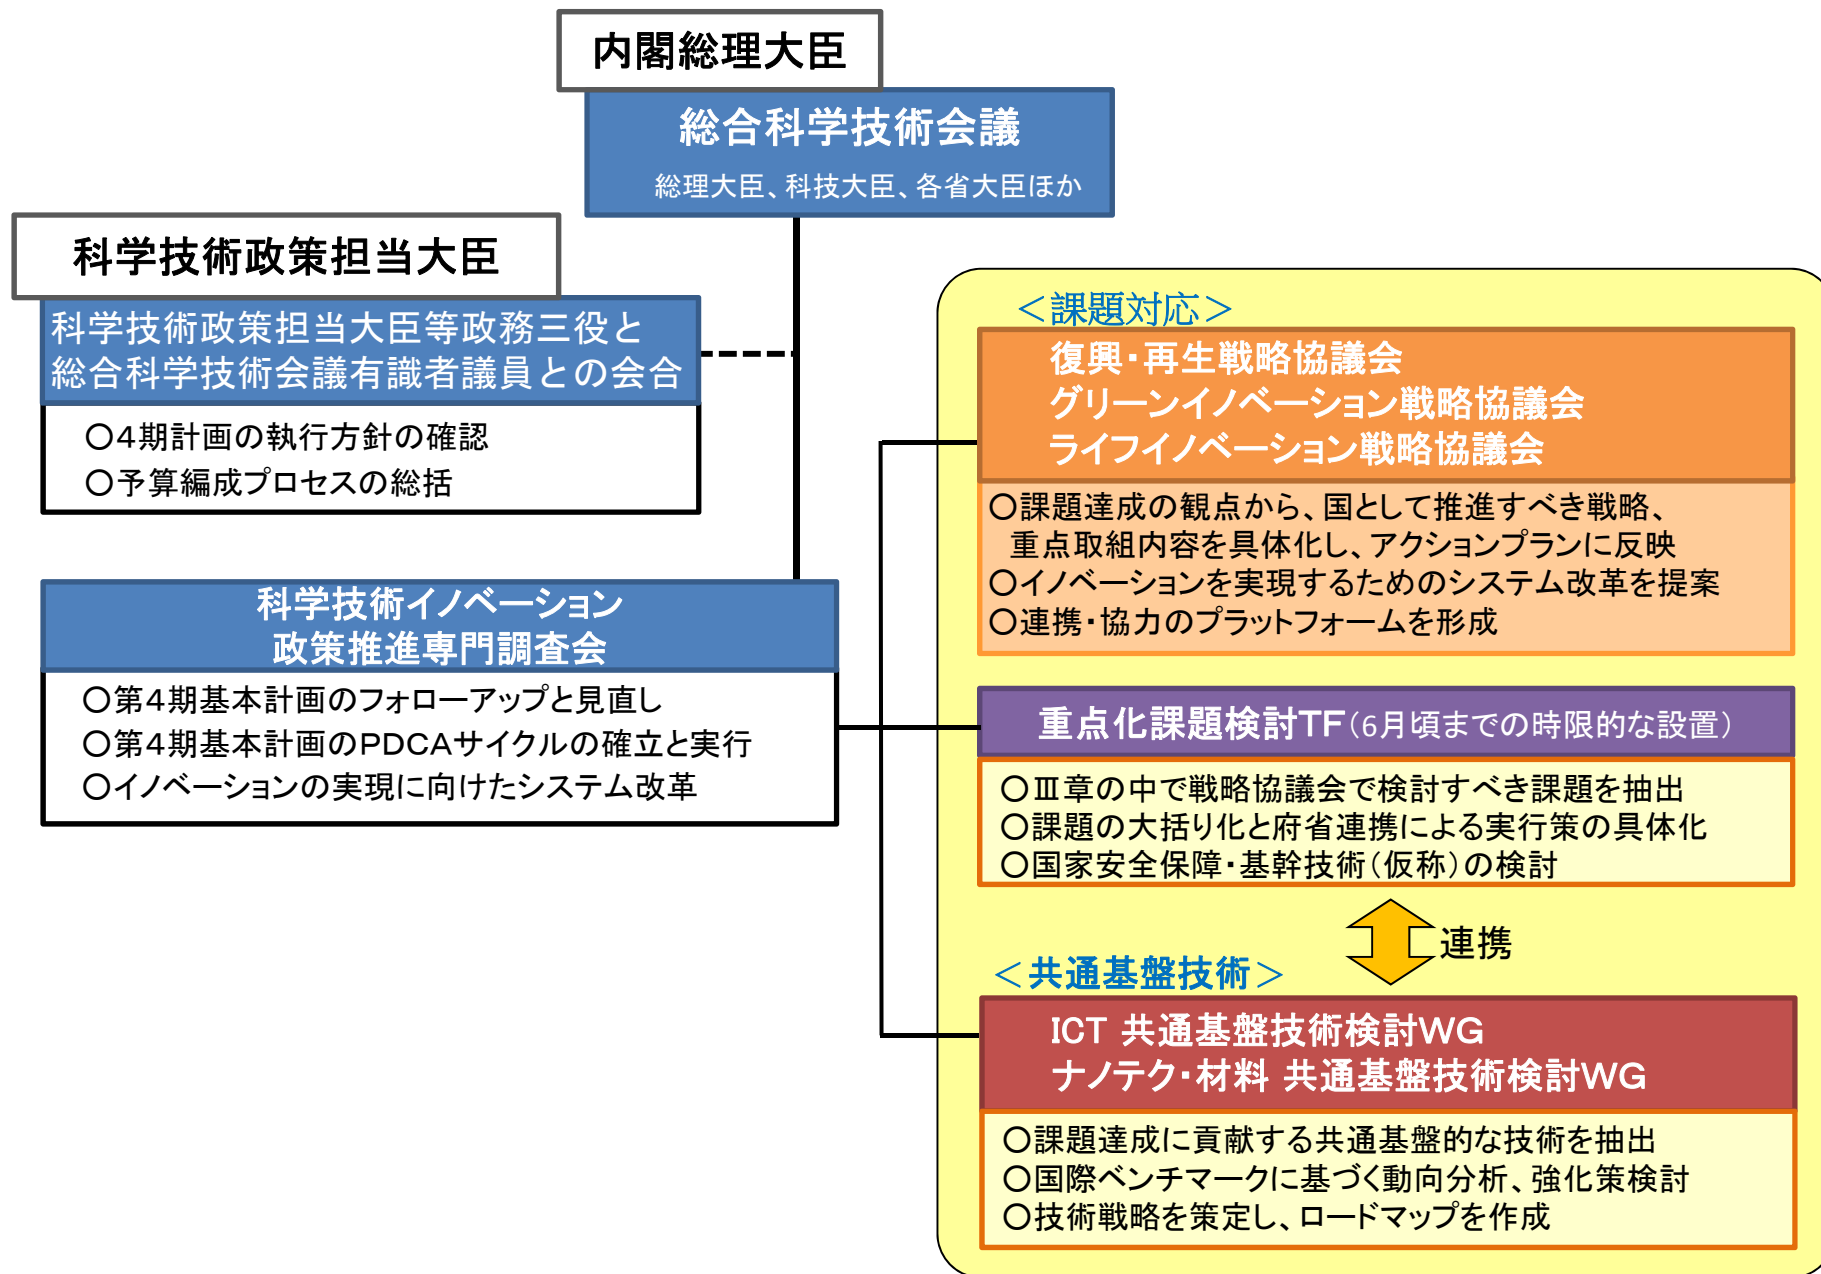 内閣総理大臣
総合科学技術会議
総理大臣、科技大臣、各省大臣ほか
科学技術政策担当大臣
科学技術政策担当大臣等政務三役と
総合科学技術会議有識者議員との会合
○4期計画の執行方針の確認
○予算編成プロセスの総括
科学技術イノベーション
政策推進専門調査会
○第4期基本計画のフォローアップと見直し
○第4期基本計画のPDCAサイクルの確立と実行
○イノベーションの実現に向けたシステム改革
＜課題対応＞
復興・再生戦略協議会
グリーンイノベーション戦略協議会
ライフイノベーション戦略協議会
○課題達成の観点から、国として推進すべき戦略、
重点取組内容を具体化し、アクションプランに反映
○イノベーションを実現するためのシステム改革を提案
○連携・協力のプラットフォームを形成
重点化課題検討TF（6月頃までの時限的な設置）
○Ⅲ章の中で戦略協議会で検討すべき課題を抽出
○課題の大括り化と府省連携による実行策の具体化
○国家安全保障・基幹技術（仮称）の検討
連携
＜共通基盤技術＞
ICT 共通基盤技術検討WG
ナノテク・材料 共通基盤技術検討WG
○課題達成に貢献する共通基盤的な技術を抽出
○国際ベンチマークに基づく動向分析、強化策検討
○技術戦略を策定し、ロードマップを作成